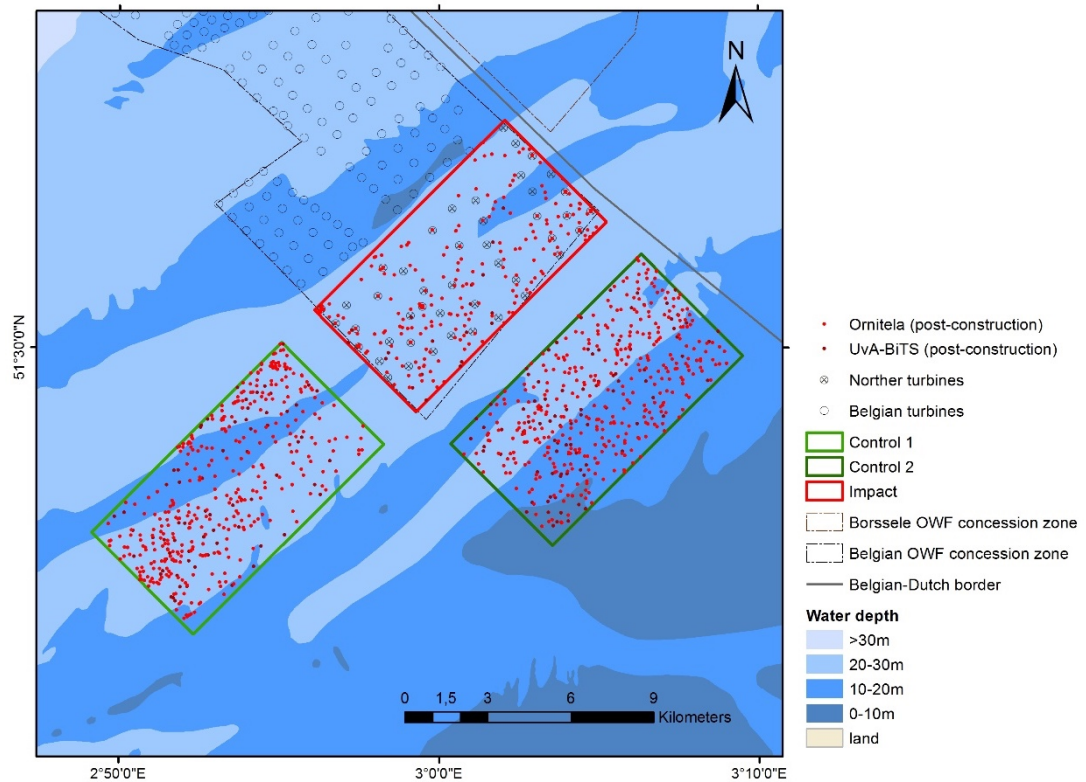 N
51°30'0"N
0 1,5 3 6 9
Kilometers
2°50'0"E 3°0'0"E 3°10'0"E
Ornitela (post-construction)
UvA-BiTS (post-construction)
Norther turbines
Belgian turbines
Control 1
Control 2
Impact
Borssele OWF concession zone
Belgian OWF concession zone
Belgian-Dutch border
Water depth
>30m
20-30m
10-20m
0-10m
land